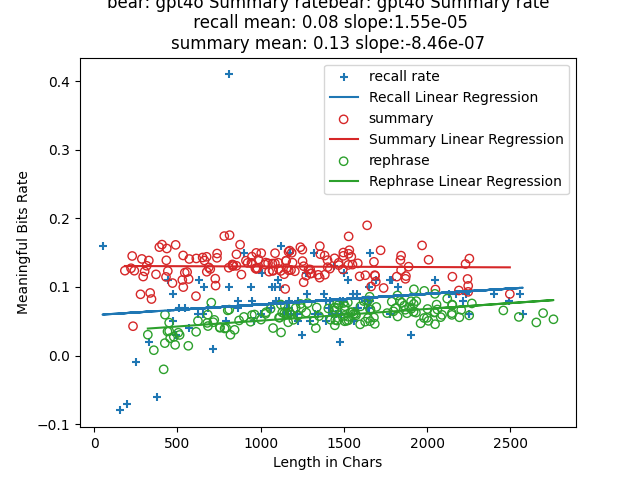 bear: gpt4o Summary ratebear: gpt4o Summary rate
recall mean: 0.08 slope:1.55e-05
summary mean: 0.13 slope:-8.46e-07
recall rate
Recall Linear Regression
summary
Summary Linear Regression
rephrase
Rephrase Linear Regression
Meaningful Bits Rate
0.4
0.3
0.2
0.1
0.0
−0.1
0 500 1000 1500 2000 2500
Length in Chars